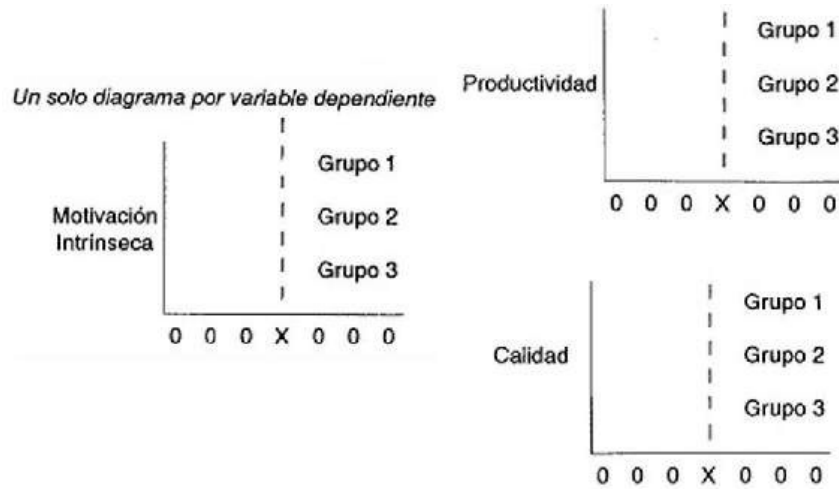 Un solo diagrama por variable dependiente
Motivación
Intrínseca
Grupo 1
Grupo 2
Grupo 3
0 0 0 X 0 0 0
Productividad
Grupo 1
Grupo 2
Grupo 3
0 0 0 X 0 0 0
Calidad
Grupo 1
Grupo 2
Grupo 3
0 0 0 X 0 0 0